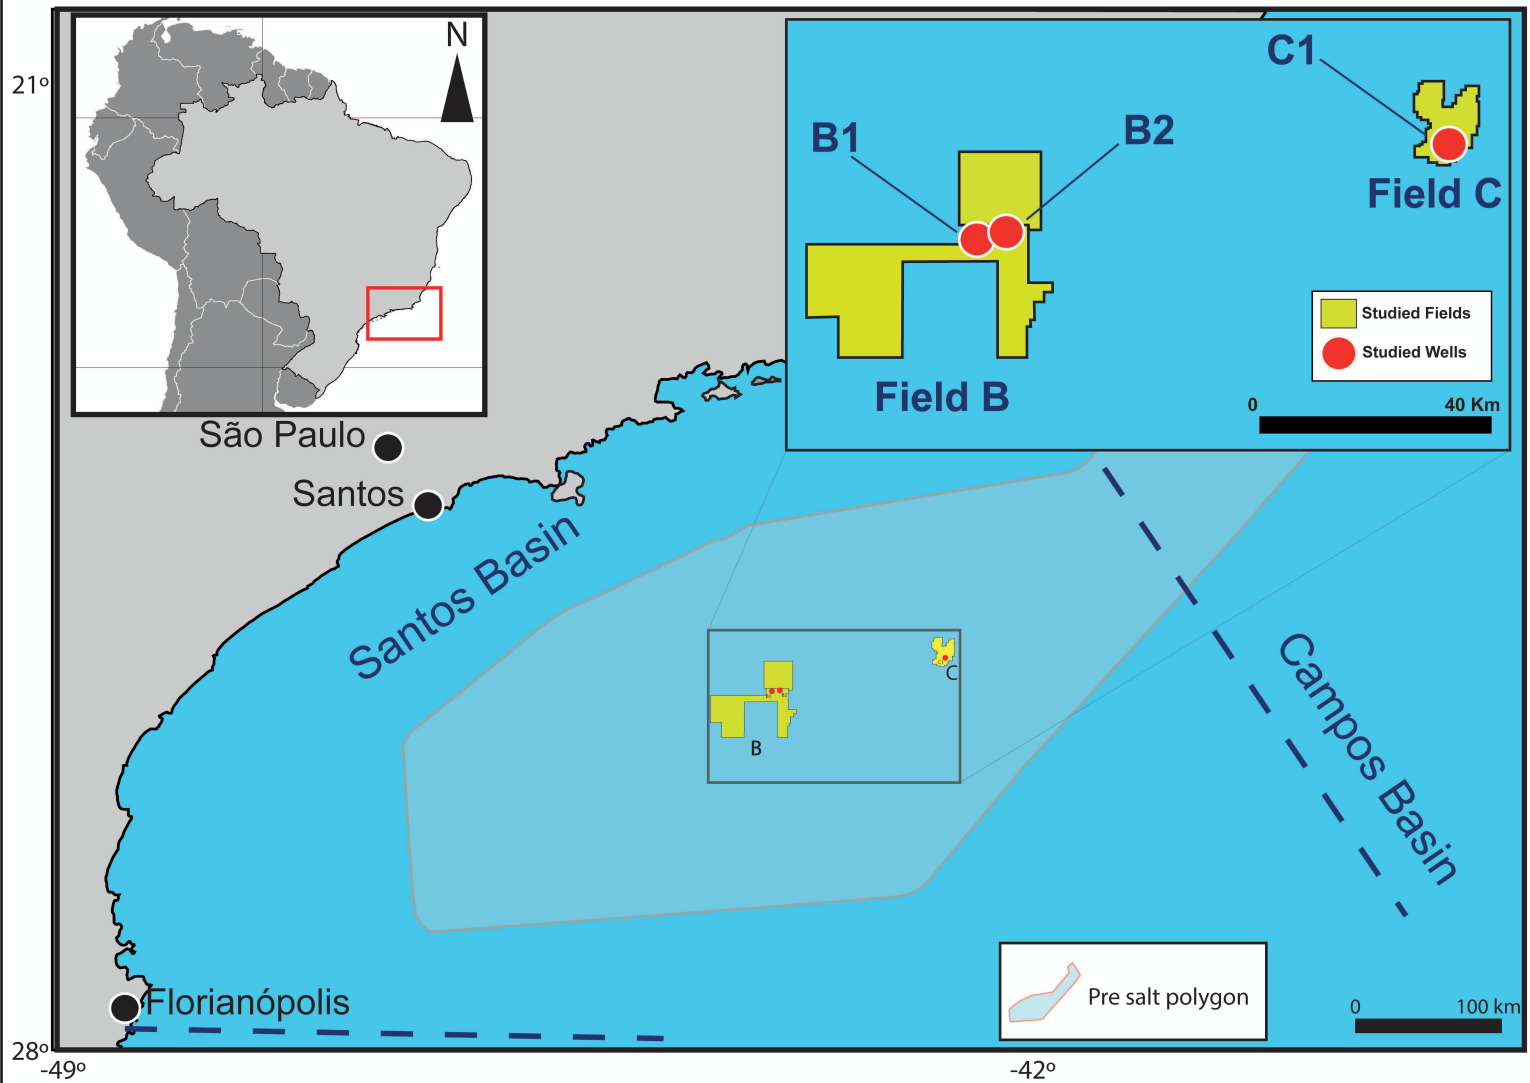 21º
N
C1
B1
B2
Field C
Studied Fields
Studied Wells
Field B
0
40 Km
São Paulo
Santos
Santos Basin
C
B
Campos Basin
Florianópolis
Pre salt polygon
0
100 km
28º
-49º
-42º